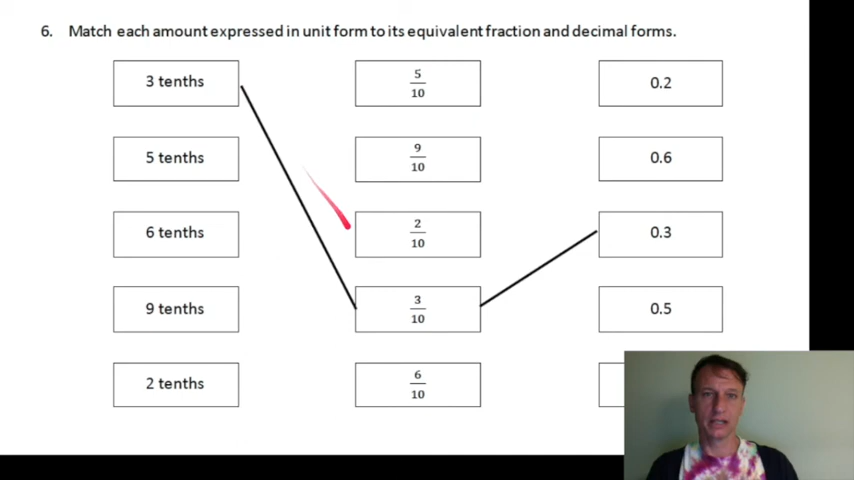 6. Match each amount expressed in unit form to its equivalent fraction and decimal forms.
3 tenths 5/10 0.2
5 tenths 9/10 0.6
6 tenths 2/10 0.3
9 tenths 3/10 0.5
2 tenths 6/10